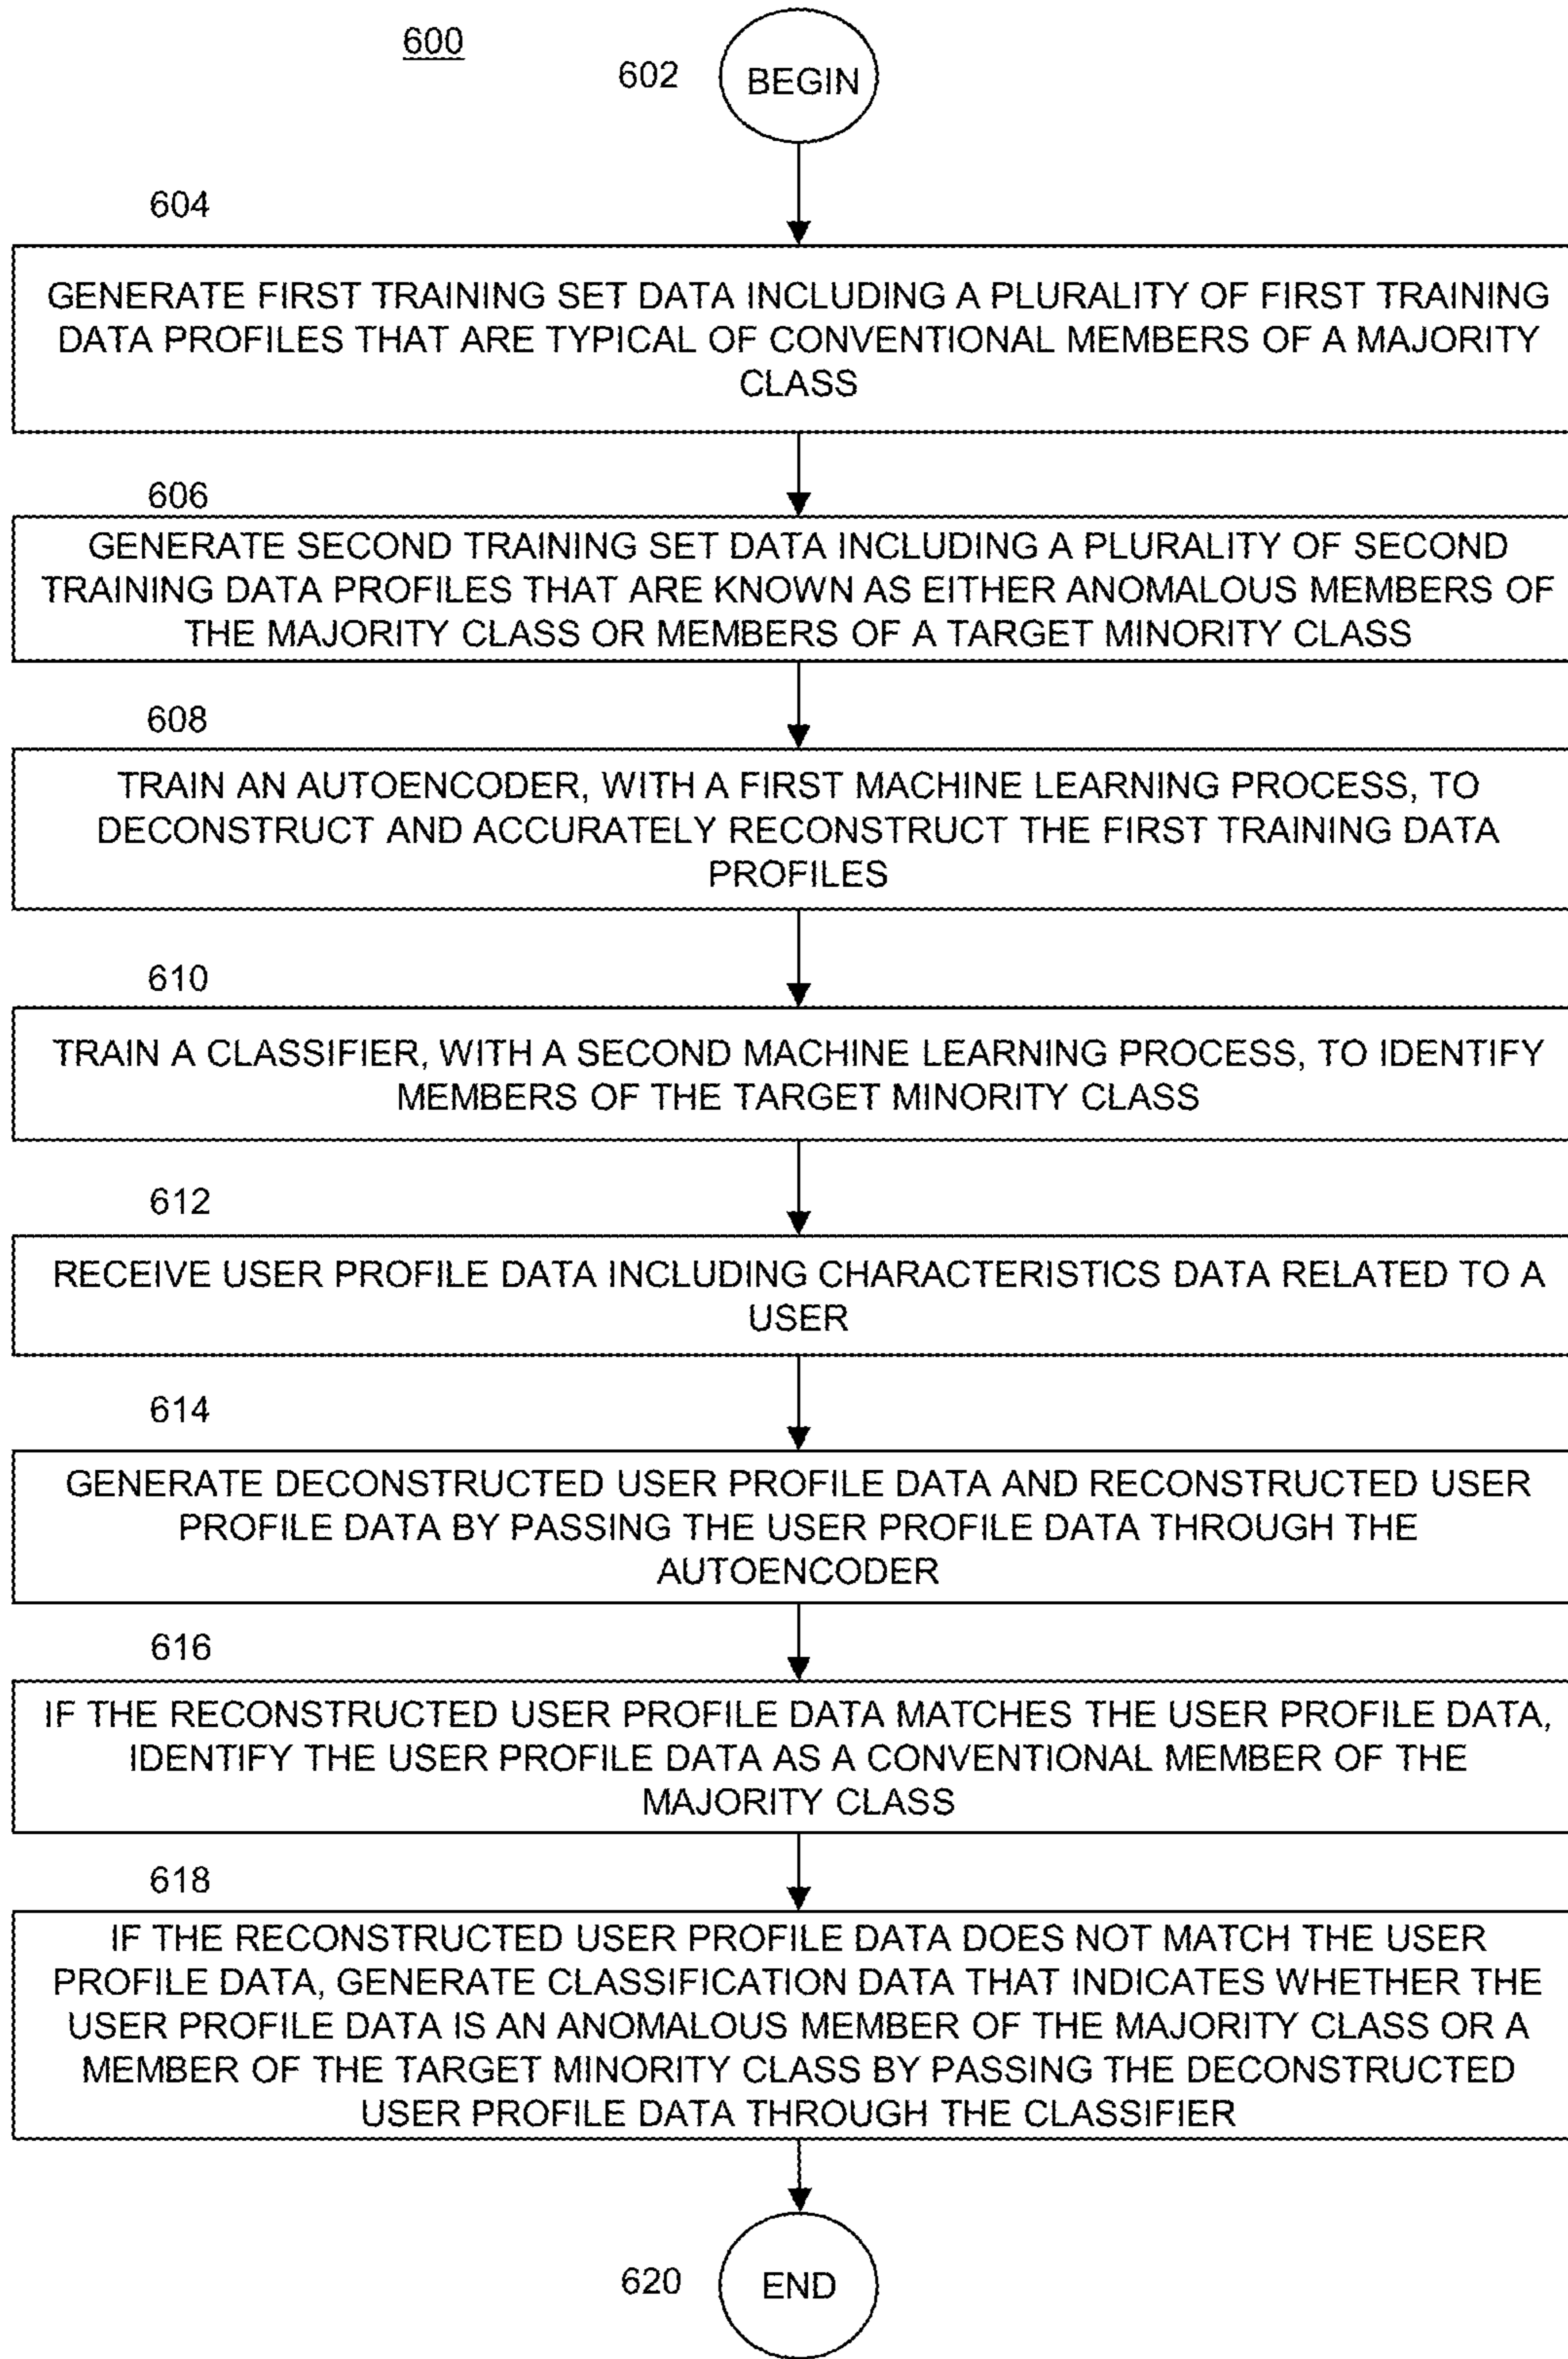 600
602
BEGIN
604
GENERATE FIRST TRAINING SET DATA INCLUDING A PLURALITY OF FIRST TRAINING
DATA PROFILES THAT ARE TYPICAL OF CONVENTIONAL MEMBERS OF A MAJORITY
CLASS
606
GENERATE SECOND TRAINING SET DATA INCLUDING A PLURALITY OF SECOND
TRAINING DATA PROFILES THAT ARE KNOWN AS EITHER ANOMALOUS MEMBERS OF
THE MAJORITY CLASS OR MEMBERS OF A TARGET MINORITY CLASS
608
TRAIN AN AUTOENCODER, WITH A FIRST MACHINE LEARNING PROCESS, TO
DECONSTRUCT AND ACCURATELY RECONSTRUCT THE FIRST TRAINING DATA
PROFILES
610
TRAIN A CLASSIFIER, WITH A SECOND MACHINE LEARNING PROCESS, TO IDENTIFY
MEMBERS OF THE TARGET MINORITY CLASS
612
RECEIVE USER PROFILE DATA INCLUDING CHARACTERISTICS DATA RELATED TO A
USER
614
GENERATE DECONSTRUCTED USER PROFILE DATA AND RECONSTRUCTED USER
PROFILE DATA BY PASSING THE USER PROFILE DATA THROUGH THE
AUTOENCODER
616
IF THE RECONSTRUCTED USER PROFILE DATA MATCHES THE USER PROFILE DATA,
IDENTIFY THE USER PROFILE DATA AS A CONVENTIONAL MEMBER OF THE
MAJORITY CLASS
618
IF THE RECONSTRUCTED USER PROFILE DATA DOES NOT MATCH THE USER
PROFILE DATA, GENERATE CLASSIFICATION DATA THAT INDICATES WHETHER THE
USER PROFILE DATA IS AN ANOMALOUS MEMBER OF THE MAJORITY CLASS OR A
MEMBER OF THE TARGET MINORITY CLASS BY PASSING THE DECONSTRUCTED
USER PROFILE DATA THROUGH THE CLASSIFIER
620
END